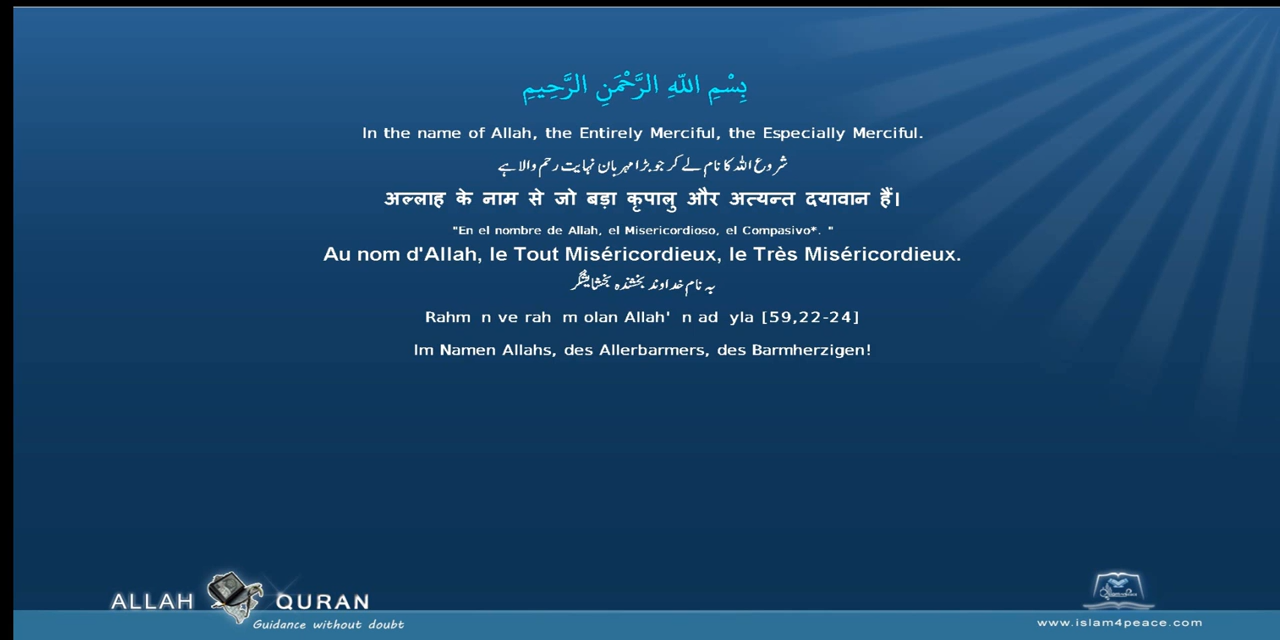 بِسْمِ اللَّهِ الرَّحْمَنِ الرَّحِيمِ
In the name of Allah, the Entirely Merciful, the Especially Merciful.
شروع الله کا نام لے کر جو بڑا مہربان نہایت رحم والا ہے
अल्लाह के नाम से जो बड़ा कृपालु और अत्यन्त दयावान हैं।
"En el nombre de Allah, el Misericordioso, el Compasivo*. "
Au nom d'Allah, le Tout Miséricordieux, le Très Miséricordieux.
به نام خداوند بخشنده بخشایشگر
Rahm n ve rah m olan Allah' n ad yla [59,22-24]
Im Namen Allahs, des Allerbarmers, des Barmherzigen!
ALLAH QURAN
Guidance without doubt
www.islam4peace.com